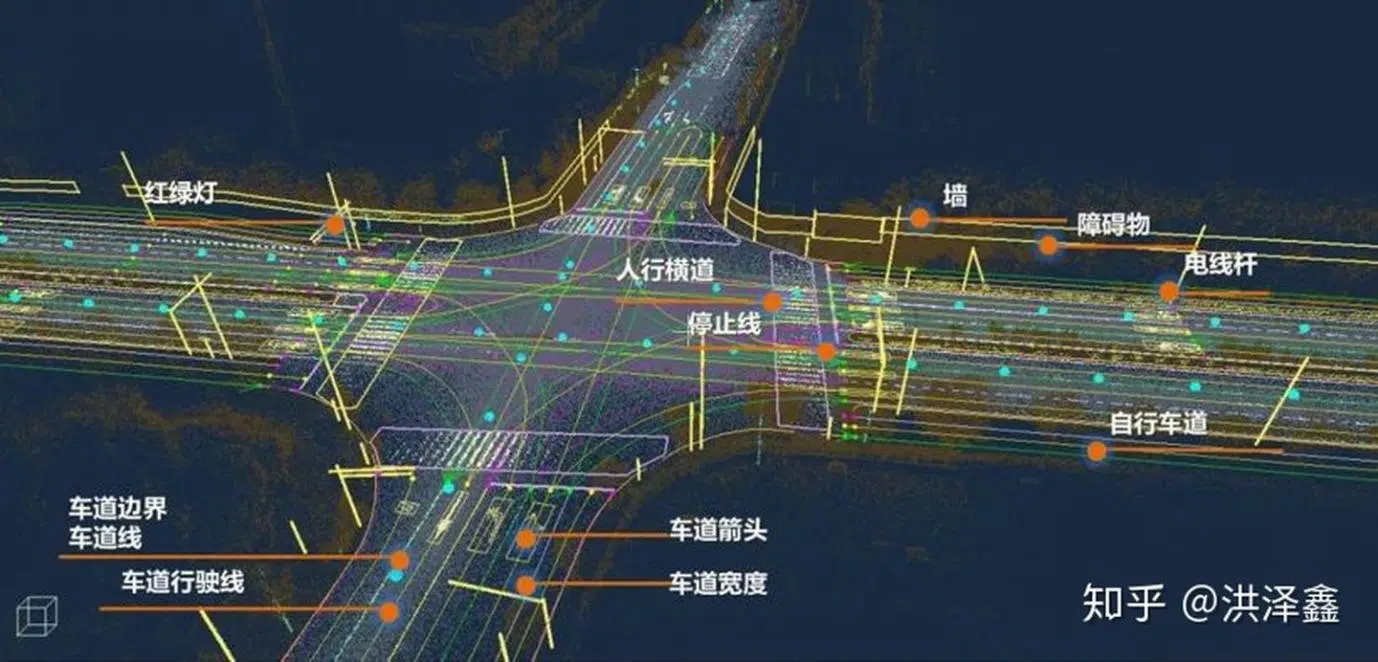 红绿灯
墙
障碍物
电线杆
人行横道
停止线
自行车道
车道边界
车道线
车道行驶线
车道箭头
车道宽度
知乎 @洪泽鑫